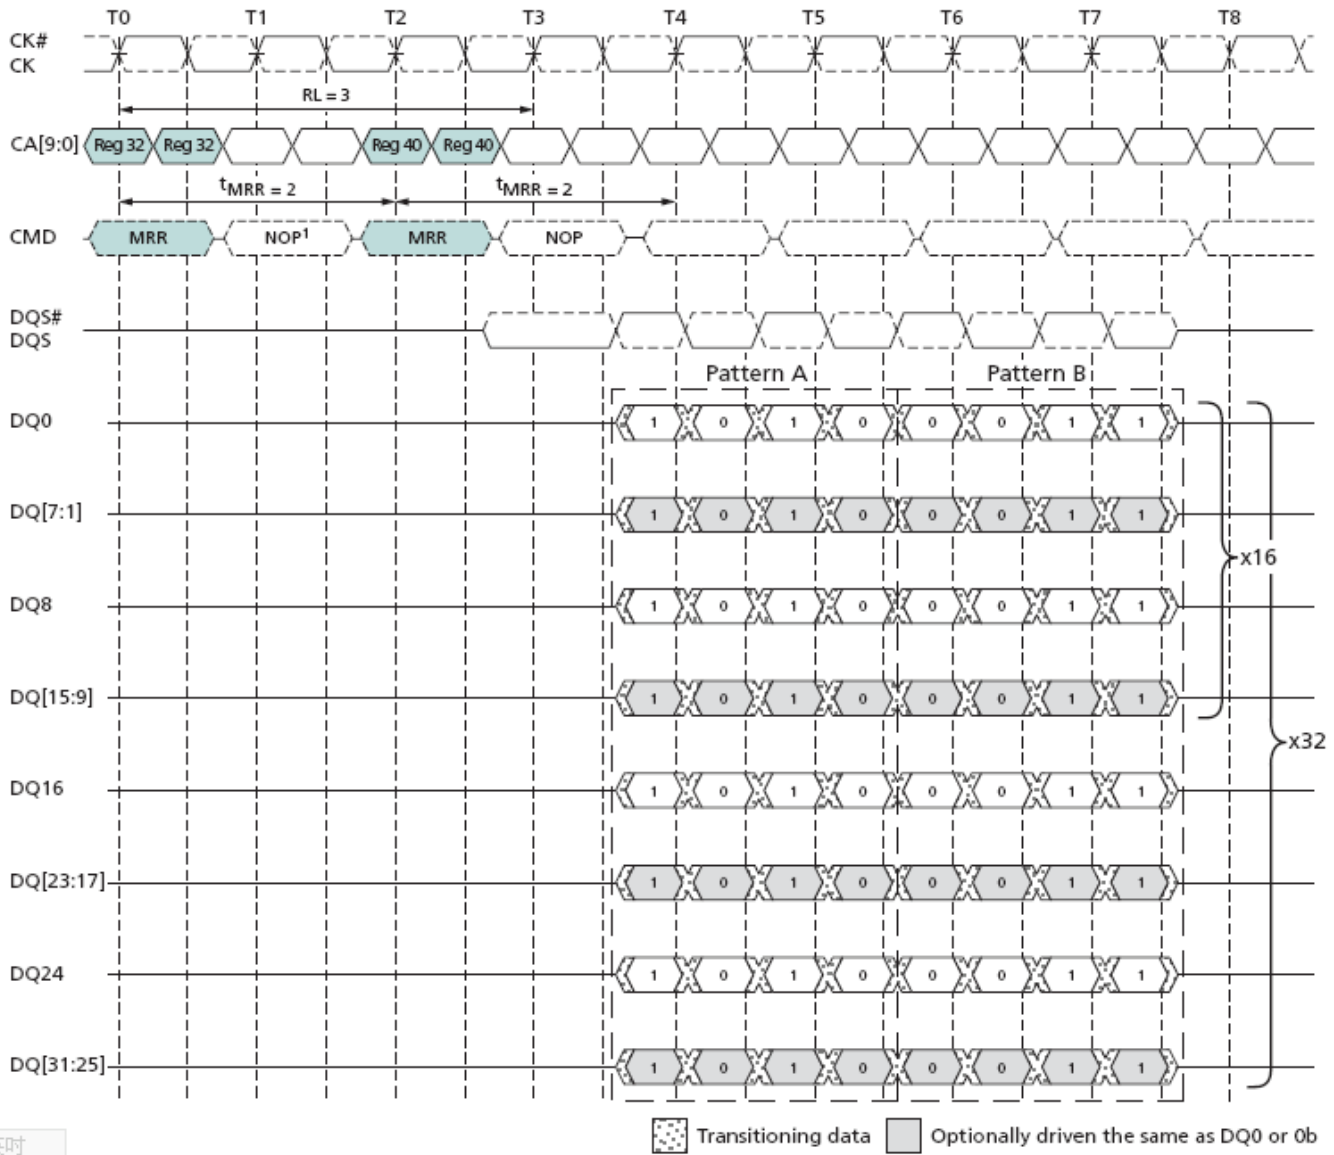 T0 T1 T2 T3 T4 T5 T6 T7 T8
CK#
CK
RL = 3
CA[9:0] Reg 32 Reg 32 Reg 40 Reg 40
tMRR = 2 tMRR = 2
CMD MRR NOP1 MRR NOP
DQS#
DQS
Pattern A Pattern B
DQ0 1 0 1 0 0 0 1 1
DQ[7:1] 1 0 1 0 0 0 1 1
x16
DQ8 1 0 1 0 0 0 1 1
DQ[15:9] 1 0 1 0 0 0 1 1
x32
DQ16 1 0 1 0 0 0 1 1
DQ[23:17] 1 0 1 0 0 0 1 1
DQ24 1 0 1 0 0 0 1 1
DQ[31:25] 1 0 1 0 0 0 1 1
Transitioning data Optionally driven the same as DQ0 or 0b